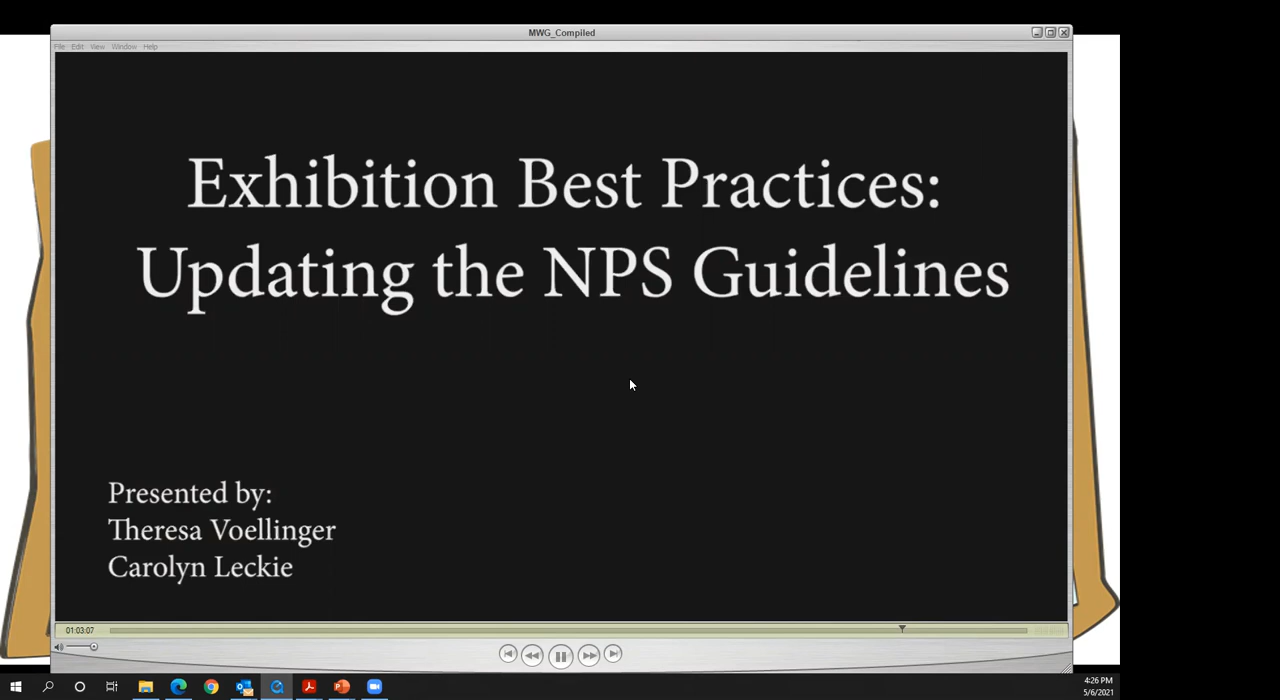 MWG_Compiled
File Edit View Window Help
Exhibition Best Practices:
Updating the NPS Guidelines
Presented by:
Theresa Voellinger
Carolyn Leckie
01:03:07
4:26 PM
5/6/2021